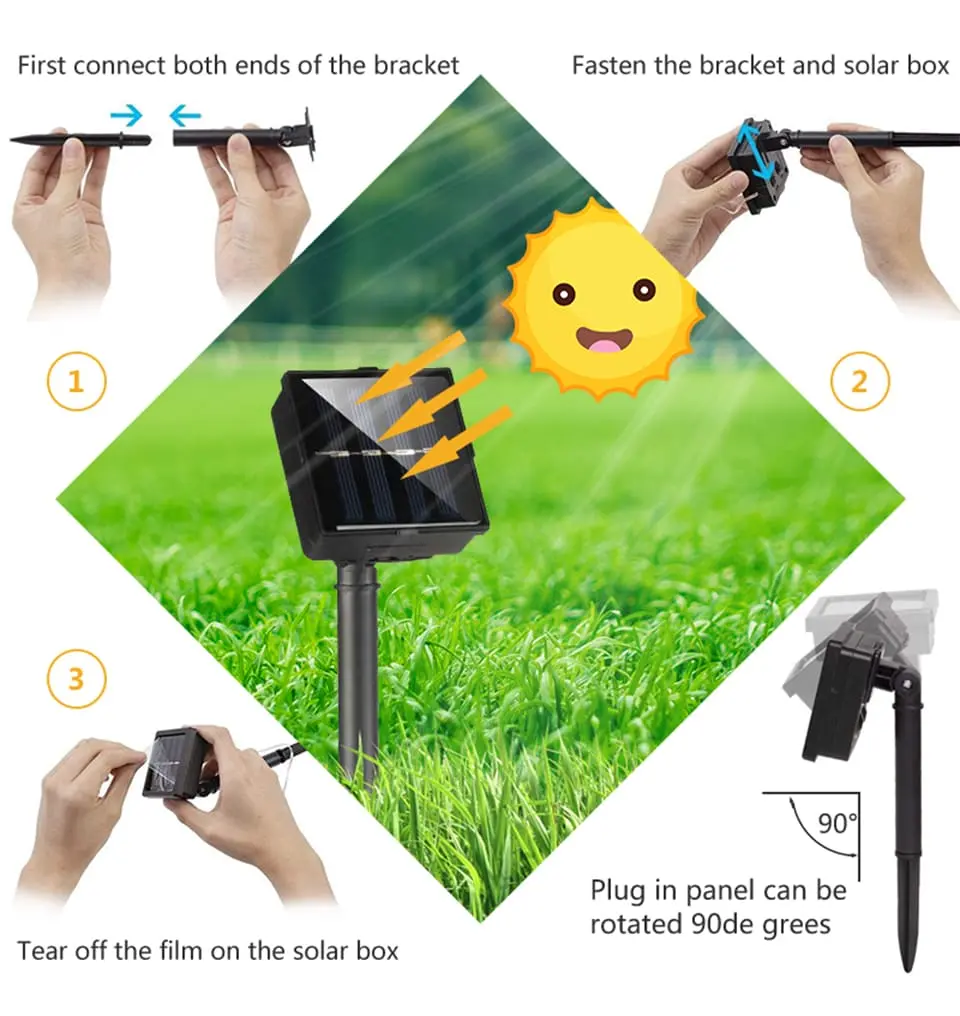 First connect both ends of the bracket
Fasten the bracket and solar box
1
2
3
90°
Plug in panel can be
rotated 90de grees
Tear off the film on the solar box